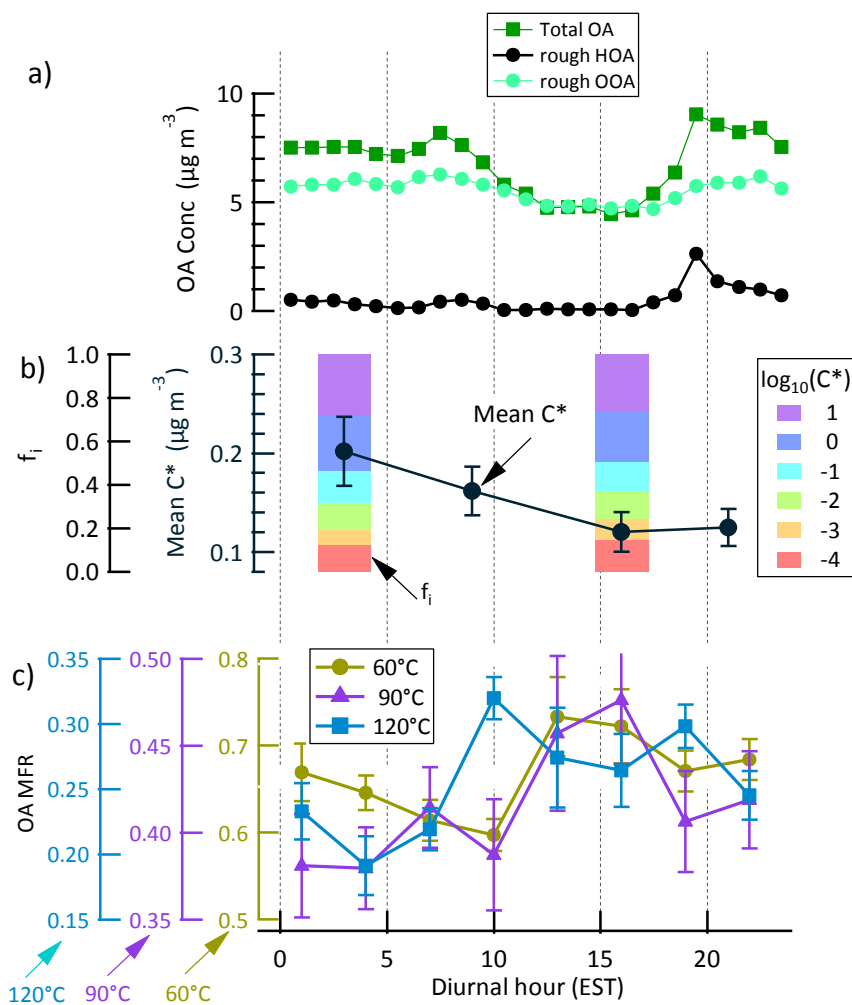 Total OA
rough HOA
rough OOA
a)
10
5
0
OA Conc (µg m⁻³)
b)
1.0
0.8
0.6
0.4
0.2
0.0
f_i
0.3
0.2
0.1
Mean C* (µg m⁻³)
Mean C*
f_i
log₁₀(C*)
1
0
-1
-2
-3
-4
c)
0.35
0.30
0.25
0.20
0.15
OA MFR
0.50
0.45
0.40
0.35
0.8
0.7
0.6
0.5
60°C
90°C
120°C
0 5 10 15 20
Diurnal hour (EST)
120°C 90°C 60°C